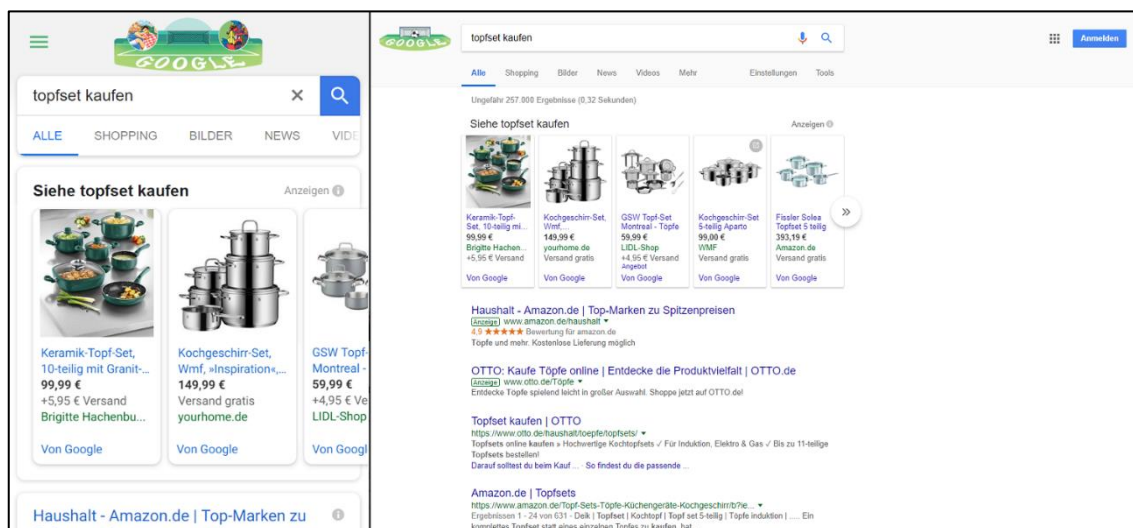 GOOGLE
topfset kaufen
ALLE SHOPPING BILDER NEWS VIDE
Siehe topfset kaufen Anzeigen
Keramik-Topf-Set,
10-teilig mit Granit-...
99,99 €
+5,95 € Versand
Brigitte Hachenbu...
Von Google
Kochgeschirr-Set,
Wmf, »Inspiration«,...
149,99 €
Versand gratis
yourhome.de
Von Google
GSW Topf-
Montreal -
59,99 €
+4,95 € Ve
LIDL-Shop
Von Googl
Haushalt - Amazon.de | Top-Marken zu
GOOGLE
topfset kaufen
Anmelden
Alle Shopping Bilder News Videos Mehr Einstellungen Tools
Ungefähr 257.000 Ergebnisse (0,32 Sekunden)
Siehe topfset kaufen Anzeigen
Keramik-Topf-
Set, 10-teilig mi...
99,99 €
Brigitte Hachen...
+5,95 € Versand
Von Google
Kochgeschirr-Set,
Wmf,...
149,99 €
yourhome.de
Versand gratis
Von Google
GSW Topf-Set
Montreal - Töpfe
59,99 €
LIDL-Shop
+4,95 € Versand
Angebot
Von Google
Kochgeschirr-Set
5-teilig Aparto
99,00 €
WMF
Versand gratis
Von Google
Fissler Solea
Topfset 5 teilig
393,19 €
Amazon.de
Versand gratis
Von Google
Haushalt - Amazon.de | Top-Marken zu Spitzenpreisen
Anzeige www.amazon.de/haushalt
4,9 ★★★★★ Bewertung für amazon.de
Töpfe und mehr. Kostenlose Lieferung möglich
OTTO: Kaufe Töpfe online | Entdecke die Produktvielfalt | OTTO.de
Anzeige www.otto.de/Töpfe
Entdecke Töpfe spielend leicht in großer Auswahl. Shoppe jetzt auf OTTO.de!
Topfset kaufen | OTTO
https://www.otto.de/haushalt/toepfe/topfsets/
Topfsets online kaufen » Hochwertige Kochtopfsets ✓ Für Induktion, Elektro & Gas ✓ Bis zu 11-teilige
Topfsets bestellen!
Darauf solltest du beim Kauf ... · So findest du die passende ...
Amazon.de | Topfsets
https://www.amazon.de/Topf-Sets-Töpfe-Küchengeräte-Kochgeschirr/b?ie...
Ergebnissen 1 - 24 von 631 - Deik | Topfset | Kochtopf | Topf set 5-teilig | Töpfe induktion | ..... Ein
komplettes Topfset statt eines einzelnen Topfes zu kaufen, hat